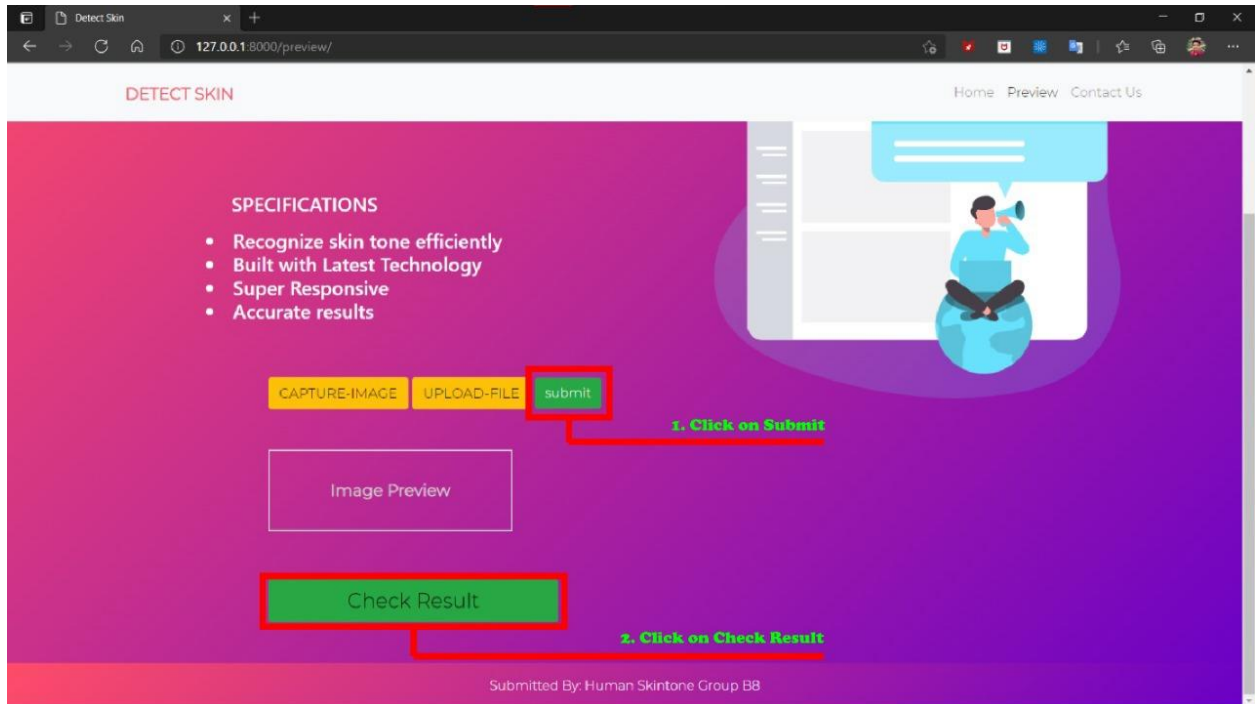 Detect Skin
127.0.0.1:8000/preview/
DETECT SKIN
Home Preview Contact Us
SPECIFICATIONS
• Recognize skin tone efficiently
• Built with Latest Technology
• Super Responsive
• Accurate results
CAPTURE-IMAGE UPLOAD-FILE submit
1. Click on Submit
Image Preview
Check Result
2. Click on Check Result
Submitted By: Human Skintone Group B8